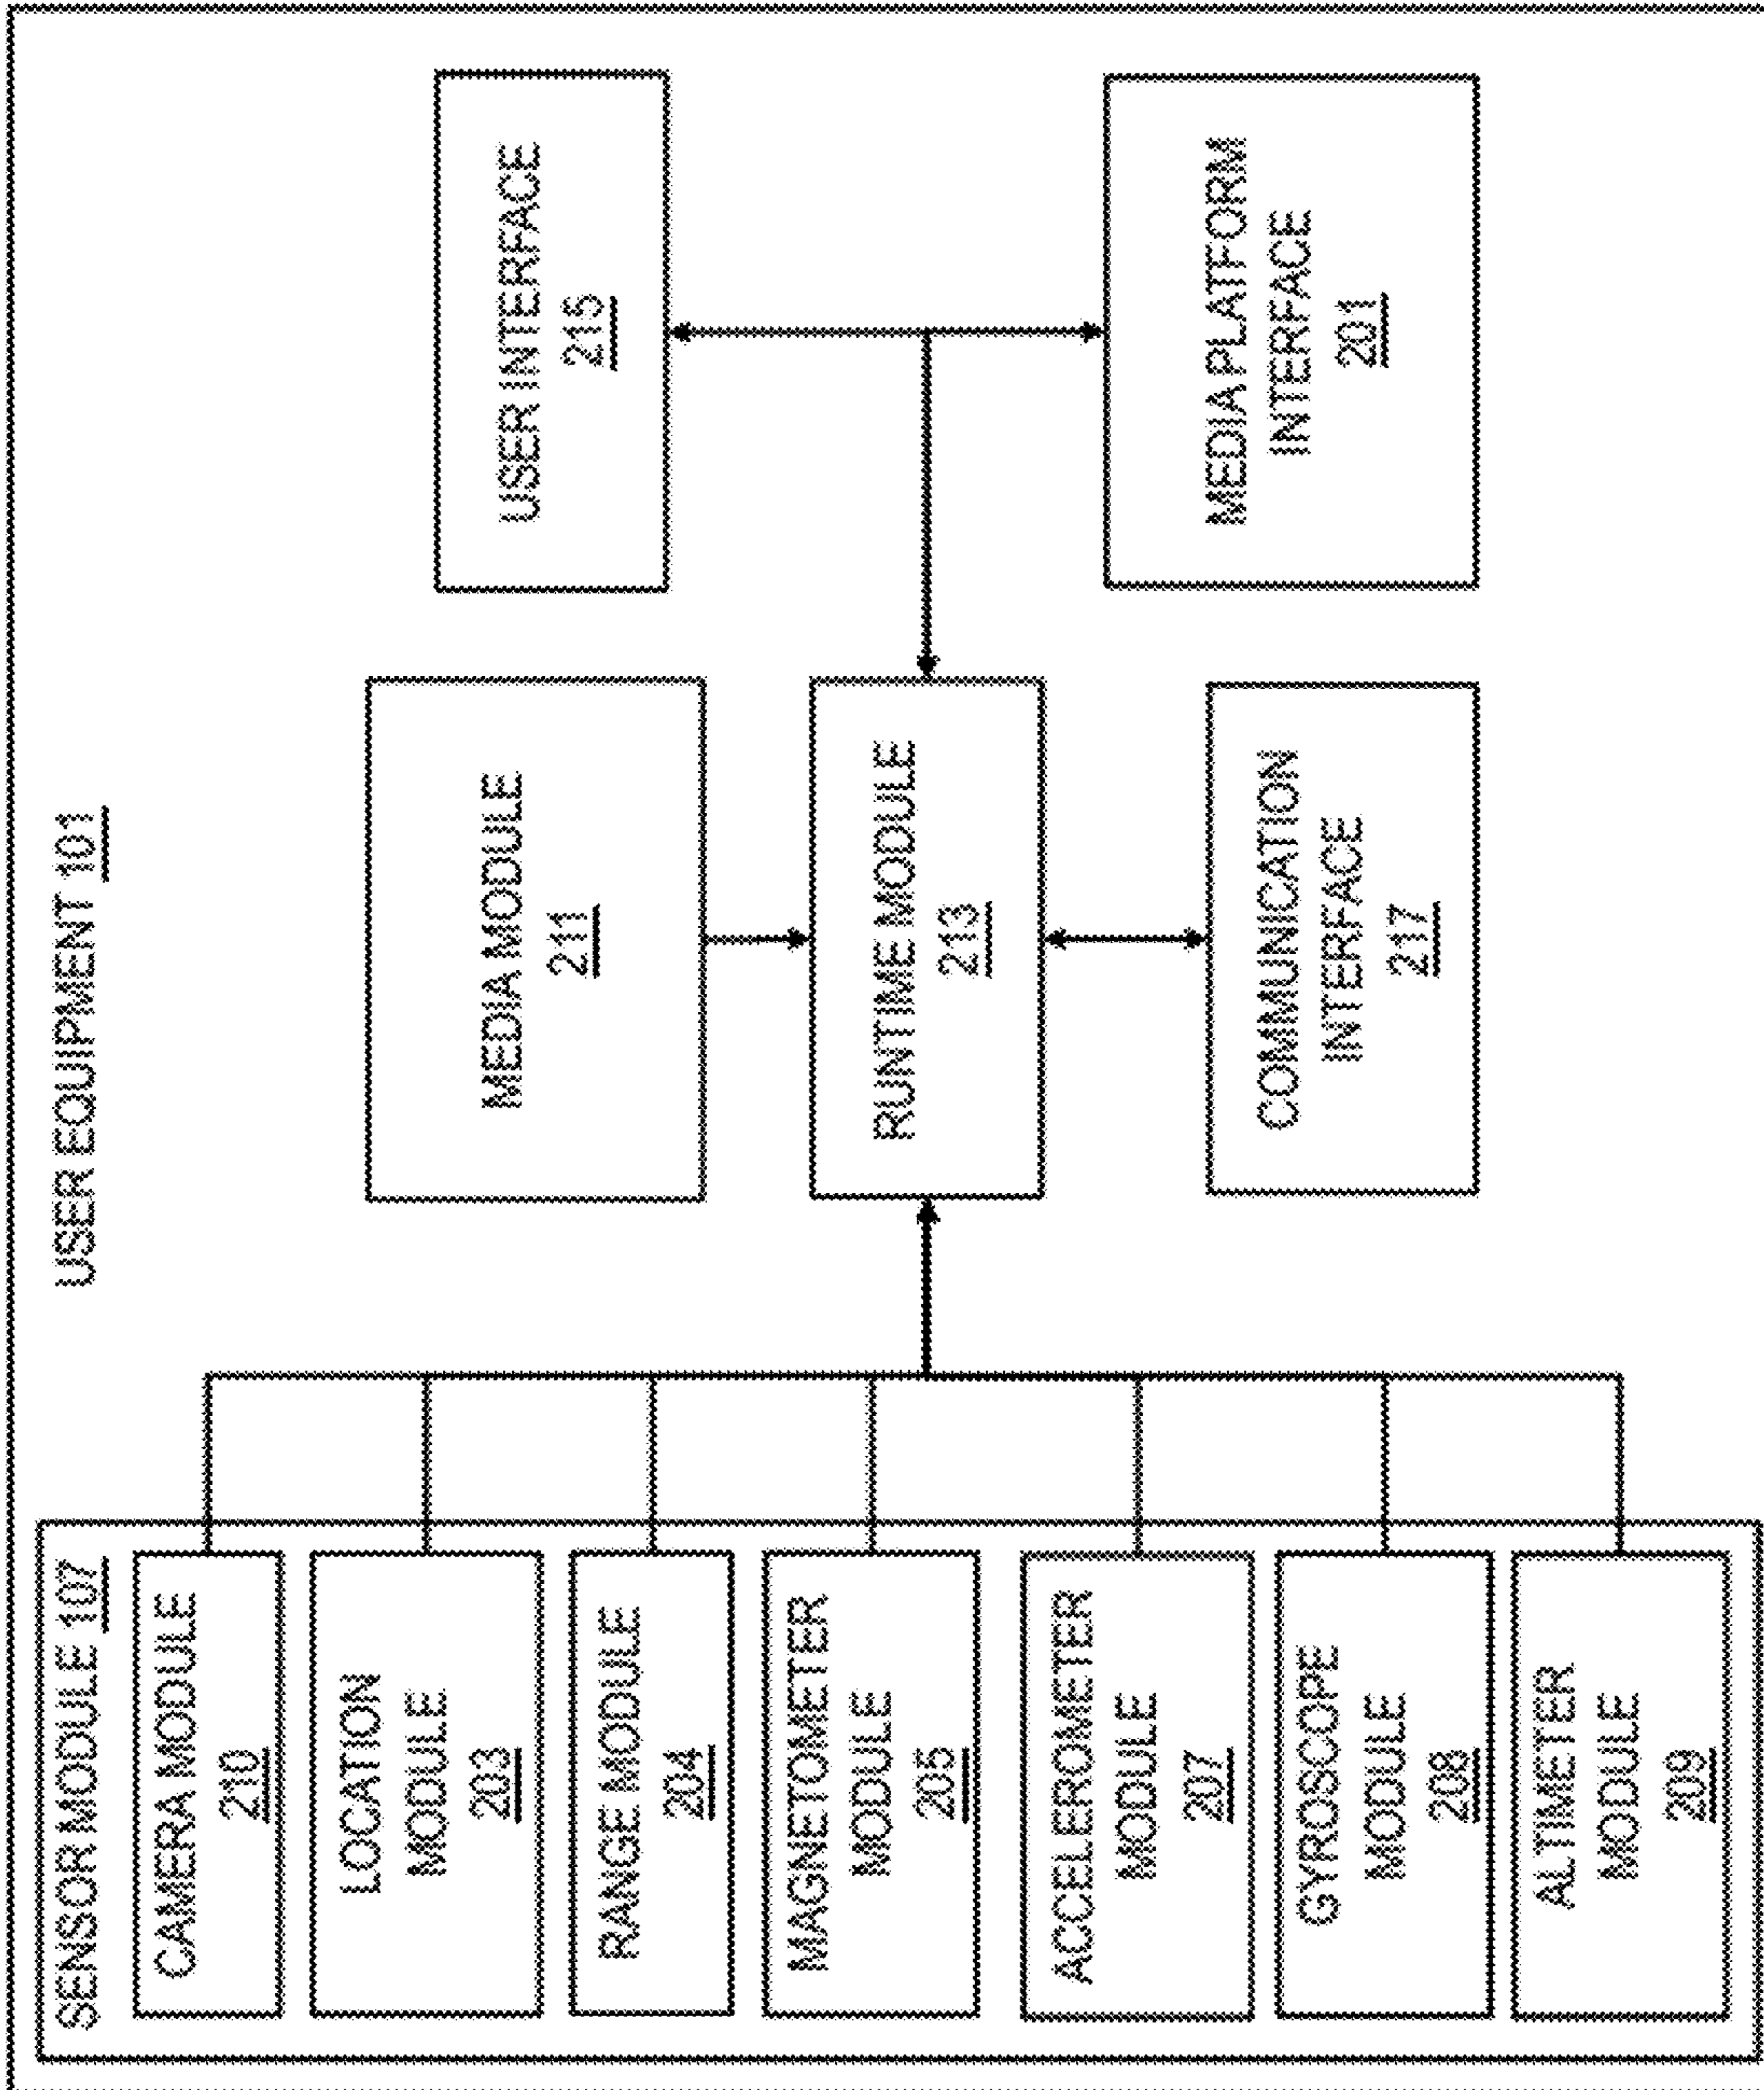 USER EQUIPMENT 101
SENSOR MODULE 107
CAMERA MODULE
210
LOCATION
MODULE
203
RANGE MODULE
204
MAGNETOMETER
MODULE
205
ACCELEROMETER
MODULE
207
GYROSCOPE
MODULE
208
ALTIMETER
MODULE
209
MEDIA MODULE
211
RUNTIME MODULE
213
COMMUNICATION
INTERFACE
217
USER INTERFACE
215
MEDIA PLATFORM
INTERFACE
201